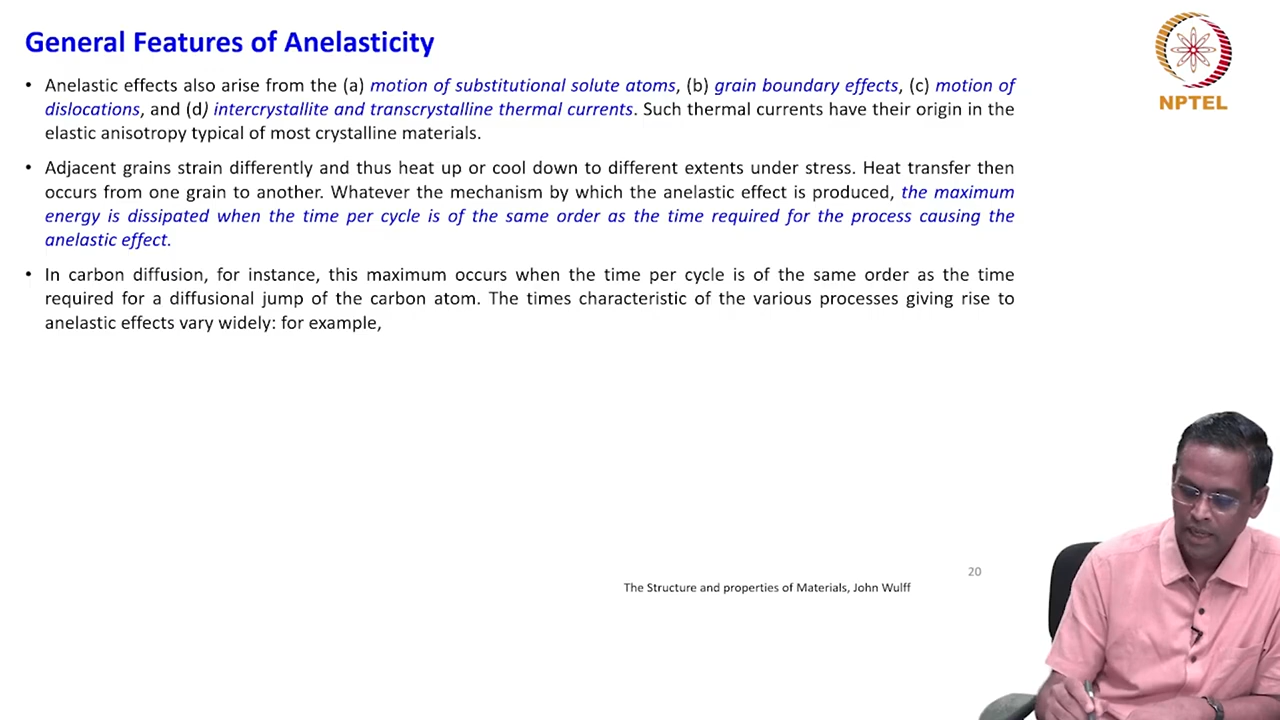 General Features of Anelasticity
NPTEL
• Anelastic effects also arise from the (a) motion of substitutional solute atoms, (b) grain boundary effects, (c) motion of
dislocations, and (d) intercrystallite and transcrystalline thermal currents. Such thermal currents have their origin in the
elastic anisotropy typical of most crystalline materials.
• Adjacent grains strain differently and thus heat up or cool down to different extents under stress. Heat transfer then
occurs from one grain to another. Whatever the mechanism by which the anelastic effect is produced, the maximum
energy is dissipated when the time per cycle is of the same order as the time required for the process causing the
anelastic effect.
• In carbon diffusion, for instance, this maximum occurs when the time per cycle is of the same order as the time
required for a diffusional jump of the carbon atom. The times characteristic of the various processes giving rise to
anelastic effects vary widely: for example,
20
The Structure and properties of Materials, John Wulff